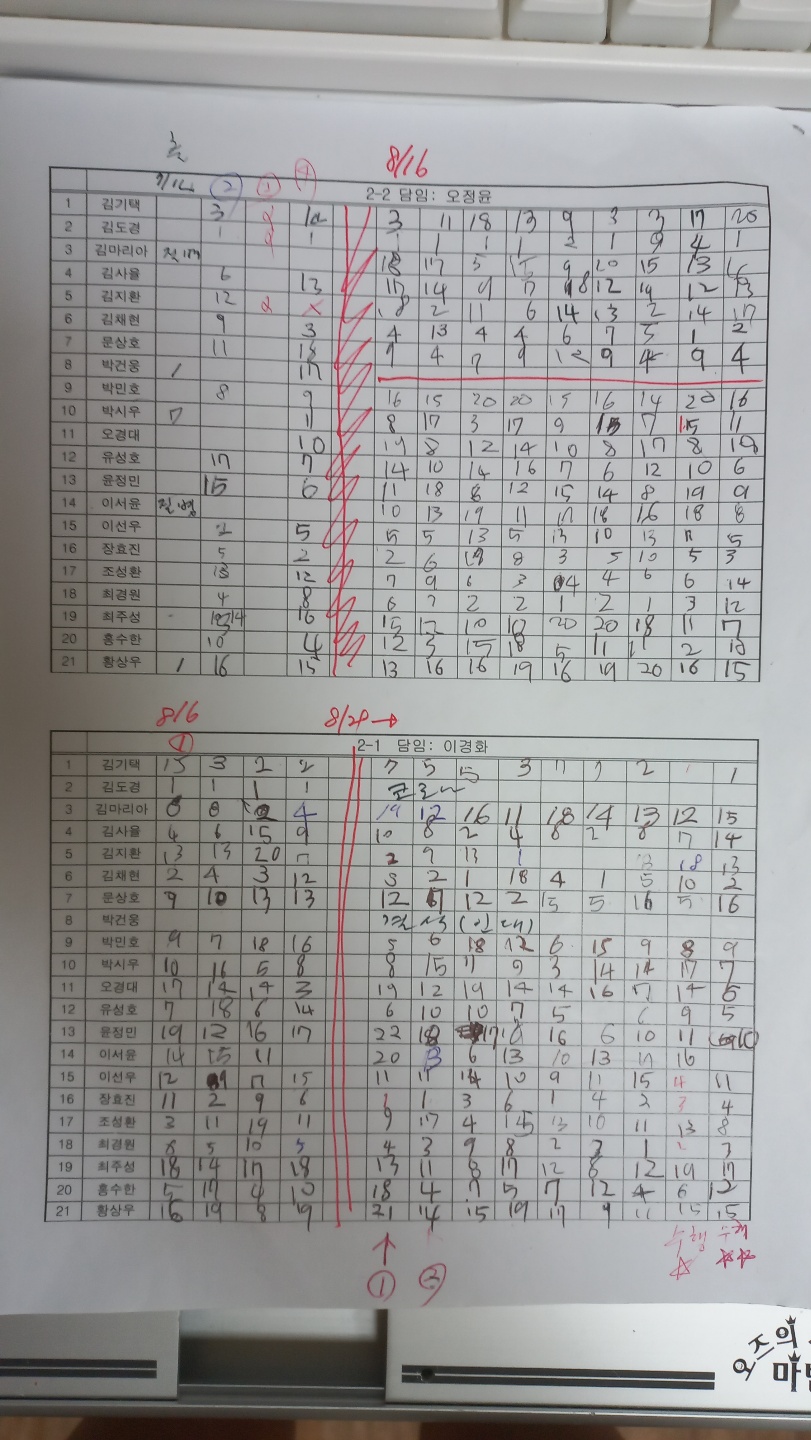 8/16
7/12 ② ③ ④ 2-2 담임: 오정윤
1 김기택 3 2 12 3 11 18 13 9 3 3 17 20
2 김도경 1 2 1 1 1 1 1 2 1 9 4 1
3 김마리아 질병 18 17 5 15 9 20 15 13 16
4 김사율 6 13 17 14 9 7 18 12 19 12 13
5 김지환 12 2 x 8 2 11 6 14 13 2 14 17
6 김채현 9 3 4 13 4 4 6 7 5 1 2
7 문상호 11 18 9 4 7 9 12 9 4 9 4
8 박건웅 / 17
9 박민호 8 9 16 15 20 20 15 16 14 20 16
10 박시우 7 11 8 17 3 17 9 15 7 15 11
11 오경대 10 19 8 12 14 10 8 17 8 18
12 유성호 17 7 14 10 14 16 7 6 12 10 6
13 윤정민 15 6 11 18 8 12 15 14 8 19 9
14 이서윤 질병 10 13 19 11 17 18 16 18 8
15 이선우 2 5 5 5 13 5 13 10 13 17 5
16 장효진 5 2 2 6 19 8 3 5 10 5 3
17 조성환 13 12 7 9 6 3 4 4 6 6 14
18 최경원 4 8 6 7 2 2 1 2 1 3 12
19 최주성 14 16 15 12 10 10 20 20 18 11 7
20 홍수한 10 4 12 3 15 18 5 11 11 2 10
21 황상우 / 16 15 13 16 16 19 16 19 20 16 15
8/6 8/28→
① 2-1 담임: 이경화
1 김기택 15 3 2 2 7 5 5 3 7 7 2 1
2 김도경 1 1 1 1 코로나
3 김마리아 8 8 12 4 19 12 16 11 18 14 13 12 15
4 김사율 4 6 15 9 10 8 2 4 8 2 8 17 14
5 김지환 13 13 20 7 2 9 13 1 3 18 13
6 김채현 2 4 3 12 3 2 1 18 4 1 5 10 2
7 문상호 9 10 13 13 12 17 12 2 15 5 16 5 16
8 박건웅
9 박민호 9 7 18 16 5 6 18 12 6 15 9 8 9
10 박시우 10 16 5 8 8 15 11 9 3 14 14 17 7
11 오경대 17 14 14 3 19 12 19 14 14 16 7 14 6
12 유성호 7 18 6 14 6 10 10 7 5 6 9 5
13 윤정민 19 12 16 17 22 18 17 8 16 6 10 11
14 이서윤 14 15 11 20 3 6 13 10 13 17 16
15 이선우 12 7 15 11 11 14 10 9 11 15 14 11
16 장효진 11 2 9 6 1 3 6 1 4 2 3 4
17 조성환 3 11 19 11 9 17 4 15 13 10 11 13 8
18 최경원 8 5 10 5 4 3 9 8 2 3 1 2 3
19 최주성 18 14 17 18 13 11 8 17 12 8 12 19 17
20 홍수한 5 17 4 10 18 4 7 5 7 12 4 6 12
21 황상우 16 19 8 19 21 14 15 19 17 9 11 15 15
↑
① ②
수행
오즈의
마법